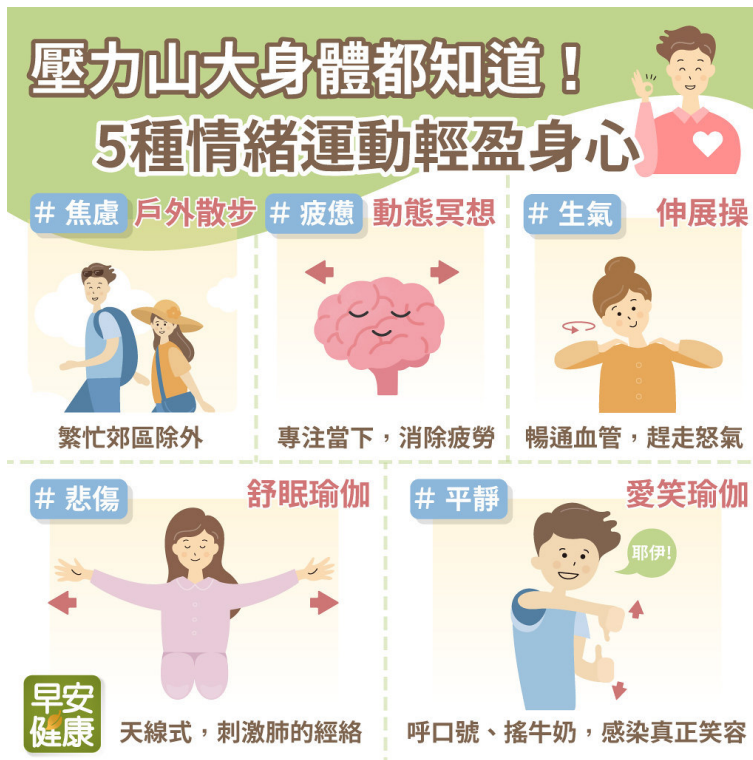 壓力山大身體都知道！
5種情緒運動輕盈身心
# 焦慮 戶外散步
繁忙郊區除外
# 疲憊 動態冥想
專注當下，消除疲勞
# 生氣 伸展操
暢通血管，趕走怒氣
# 悲傷 舒眠瑜伽
天線式，刺激肺的經絡
# 平靜 愛笑瑜伽
耶伊!
呼口號、搖牛奶，感染真正笑容
早安
健康